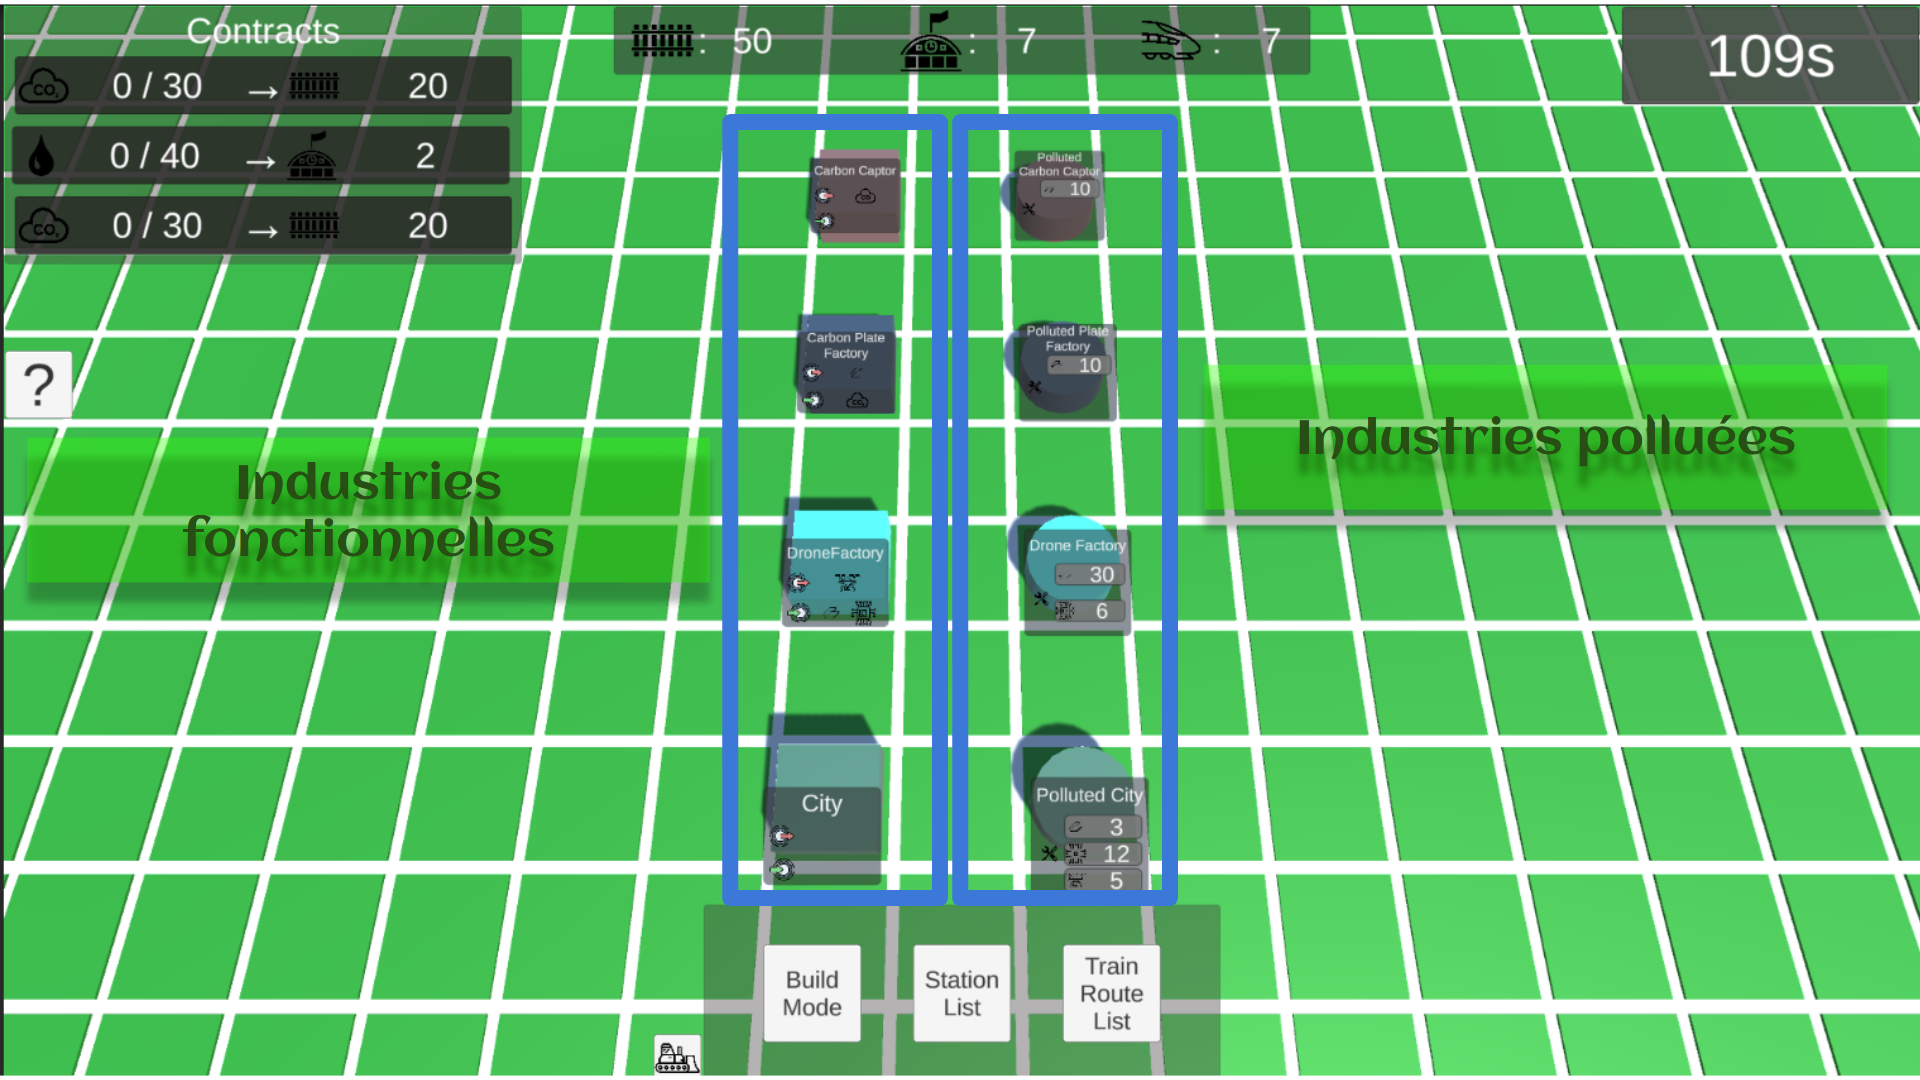 Contracts
0 / 30 → 20
0 / 40 → 2
0 / 30 → 20
: 50
: 7
: 7
109s
Carbon Captor
Polluted
Carbon Captor
10
Carbon Plate
Factory
Polluted Plate
Factory
10
?
Industries
fonctionnelles
Industries polluées
DroneFactory
Drone Factory
30
6
City
Polluted City
3
12
5
Build
Mode
Station
List
Train
Route
List